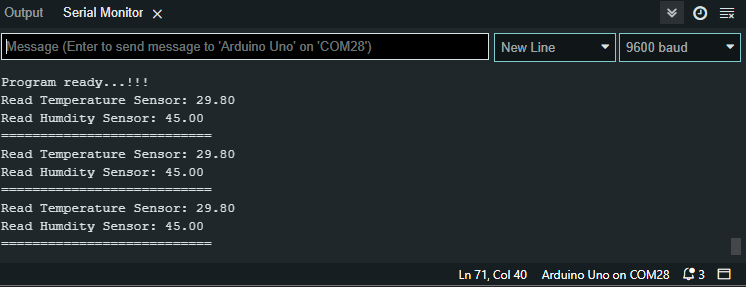 Output Serial Monitor
Message (Enter to send message to 'Arduino Uno' on 'COM28') New Line 9600 baud
Program ready...!!!
Read Temperature Sensor: 29.80
Read Humdity Sensor: 45.00
===========================
Read Temperature Sensor: 29.80
Read Humdity Sensor: 45.00
===========================
Read Temperature Sensor: 29.80
Read Humdity Sensor: 45.00
===========================
Ln 71, Col 40 Arduino Uno on COM28 3